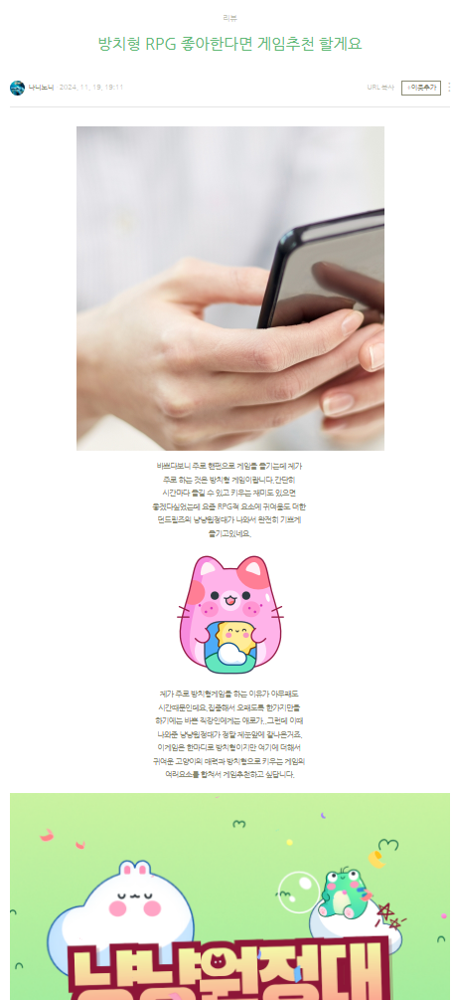 리뷰
방치형 RPG 좋아한다면 게임추천 할게요
나니노니 2024. 11. 19. 19:11
URL 복사 +이웃추가
바쁘다보니 주로 핸펀으로 게임을 즐기는데 제가
주로 하는 것은 방치형 게임이랍니다.간단히
시간마다 즐길 수 있고 키우는 재미도 있으면
좋겠다싶었는데 요즘 RPG적 요소에 귀여움도 더한
던드림즈의 냥냥원정대가 나와서 완전히 기쁘게
즐기고있네요.
제가 주로 방치형게임을 하는 이유가 아무래도
시간때문인데요.집중해서 오래도록 한가지만을
하기에는 바쁜 직장인에게는 애로가..그런데 이때
나와준 냥냥원정대가 정말 제눈앞에 짠나온거죠.
이게임은 한마디로 방치형이지만 여기에 더해서
귀여운 고양이의 매력과 방치형으로 키우는 게임의
여러요소를 합쳐서 게임추천하고 싶답니다.
냥냥원정대